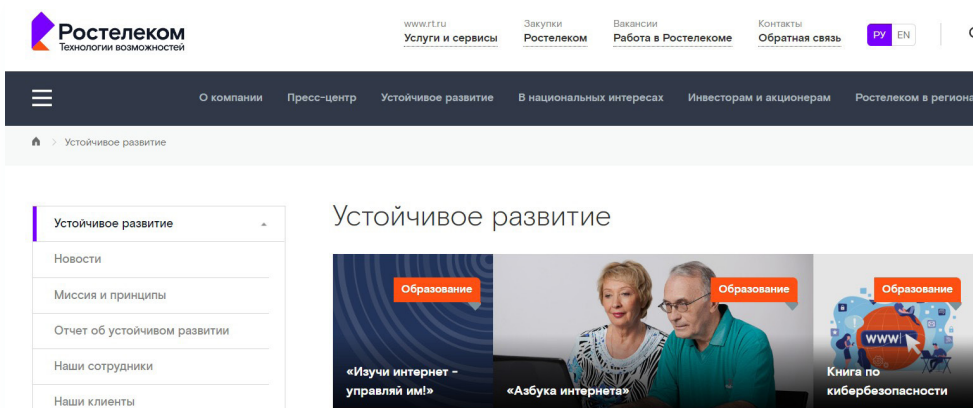 Ростелеком
Технологии возможностей
www.rt.ru
Услуги и сервисы
Закупки
Ростелеком
Вакансии
Работа в Ростелекоме
Контакты
Обратная связь
РУ EN
О компании Пресс-центр Устойчивое развитие В национальных интересах Инвесторам и акционерам Ростелеком в региона
Устойчивое развитие
Устойчивое развитие
Новости
Миссия и принципы
Отчет об устойчивом развитии
Наши сотрудники
Наши клиенты
Устойчивое развитие
Образование
«Изучи интернет –
управляй им!»
Образование
«Азбука интернета»
Образование
www
Книга по
кибербезопасности